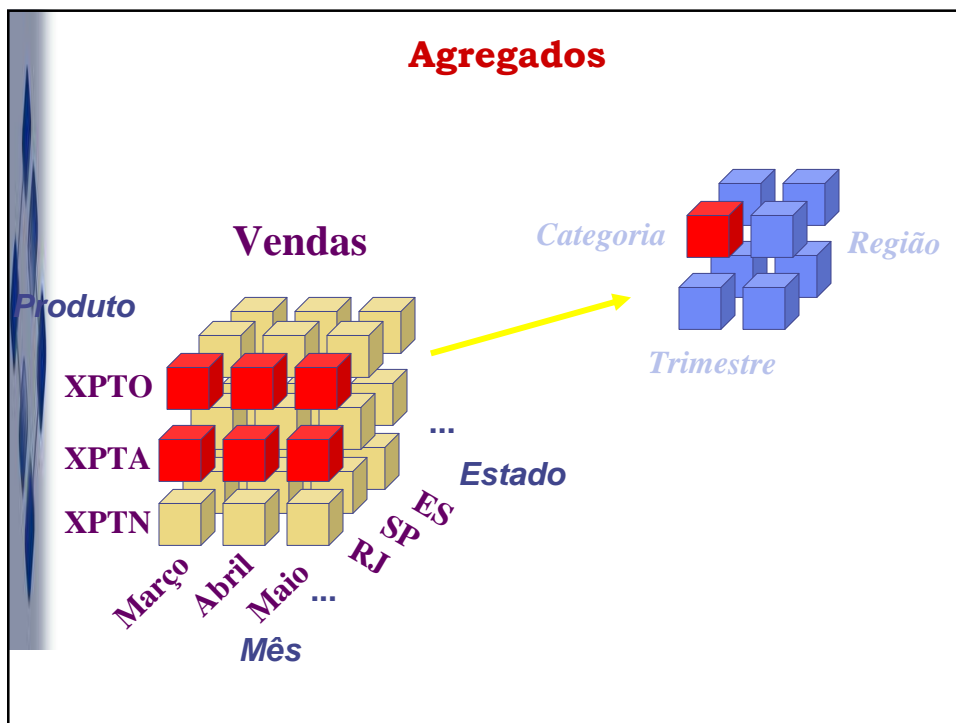 Agregados
Vendas
Produto
XPTO
XPTA
XPTN
Março
Abril
Maio
...
Mês
RJ
SP
ES
...
Estado
Categoria
Região
Trimestre